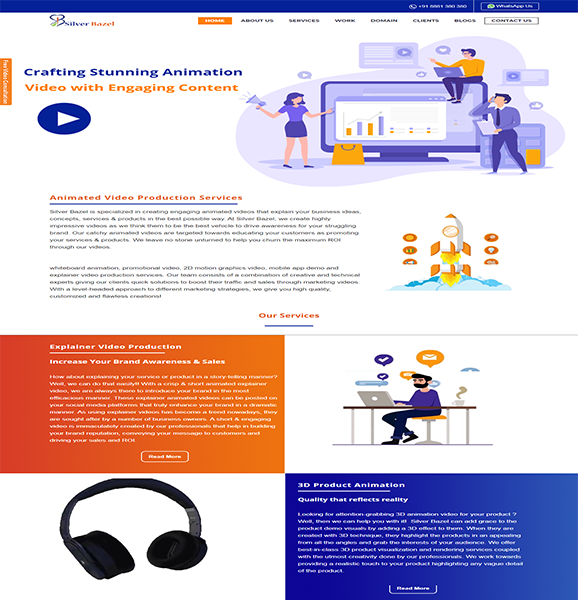 +91 8881 380 380
WhatsApp Us
Silver Bazel
HOME
ABOUT US
SERVICES
WORK
DOMAIN
CLIENTS
BLOGS
CONTACT US
Free Video Consultation
Crafting Stunning Animation
Video with Engaging Content
Animated Video Production Services
Silver Bazel is specialized in creating engaging animated videos that explain your business ideas,
concepts, services & products in the best possible way. At Silver Bazel, we create highly
impressive videos as we think them to be the best vehicle to drive awareness for your struggling
brand. Our catchy animated videos are targeted towards educating your customers as promoting
your services & products. We leave no stone unturned to help you churn the maximum ROI
through our videos.
whiteboard animation, promotional video, 2D motion graphics video, mobile app demo and
explainer video production services. Our team consists of a combination of creative and technical
experts giving our clients quick solutions to boost their traffic and sales through marketing videos
With a level-headed approach to different marketing strategies, we give you high quality,
customized and flawless creations!
Our Services
Explainer Video Production
Increase Your Brand Awareness & Sales
How about explaining your service or product in a story-telling manner?
Well, we can do that easily!! With a crisp & short animated explainer
video, we are always there to introduce your brand in the most
efficacious manner. These explainer animated videos can be posted on
your social media platforms that truly enhance your brand in a dramatic
manner. As using explainer videos has become a trend nowadays, they
are sought after by a number of business owners. A short & engaging
video is immaculately created by our professionals that help in building
your brand reputation, conveying your message to customers and
driving your sales and ROI.
Read More
3D Product Animation
Quality that reflects reality
Looking for attention-grabbing 3D animation video for your product ?
Well, then we can help you with it! Silver Bazel can add grace to the
product demo visuals by adding a 3D effect to them. When they are
created with 3D technique, they highlight the products in an appealing
from all the angles and grab the interests of your audience. We offer
best-in-class 3D product visualization and rendering services coupled
with the utmost creativity done by our professionals. We work towards
providing a realistic touch to your product highlighting any vague detail
of the product.
Read More